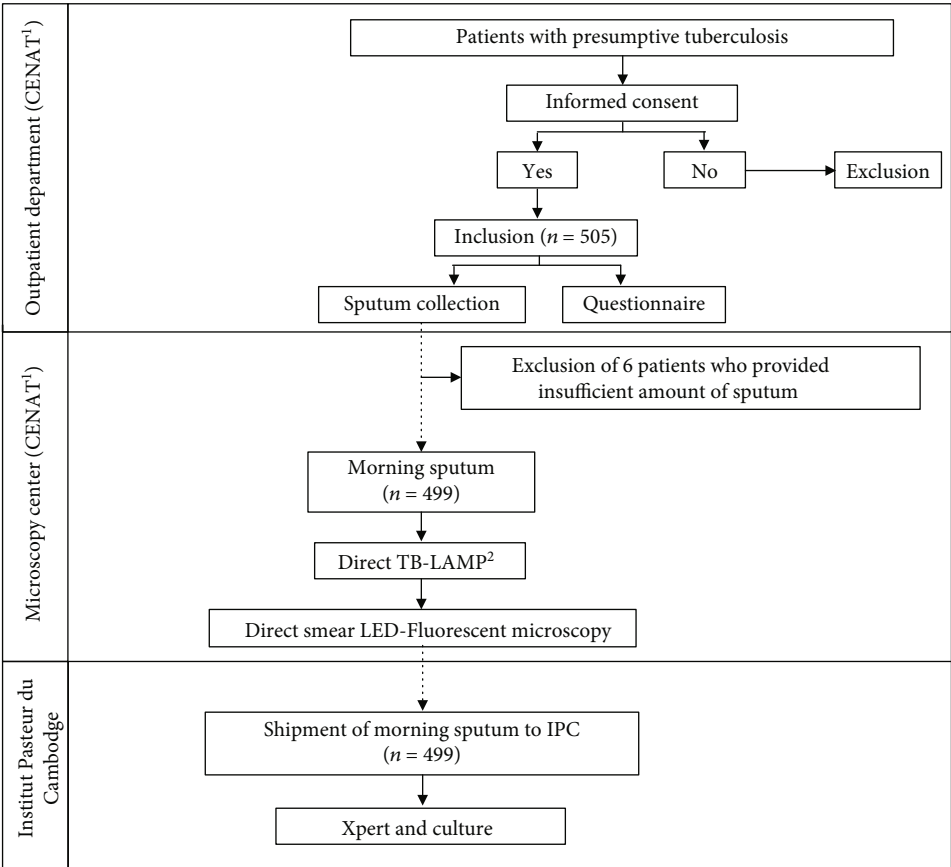 Outpatient department (CENAT¹)
Patients with presumptive tuberculosis
Informed consent
Yes
No
Exclusion
Inclusion (n = 505)
Sputum collection
Questionnaire
Microscopy center (CENAT¹)
Exclusion of 6 patients who provided
insufficient amount of sputum
Morning sputum
(n = 499)
Direct TB-LAMP²
Direct smear LED-Fluorescent microscopy
Institut Pasteur du
Cambodge
Shipment of morning sputum to IPC
(n = 499)
Xpert and culture